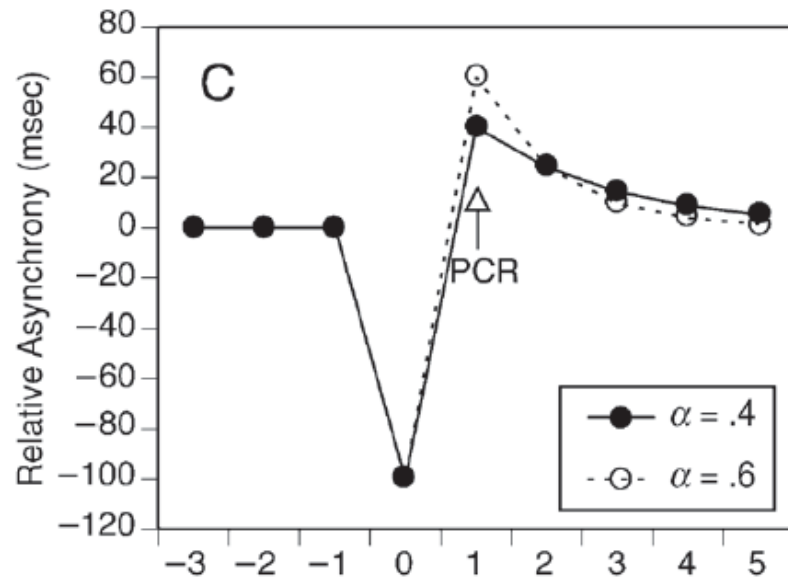 C
Relative Asynchrony (msec)
80
60
40
20
0
−20
−40
−60
−80
−100
−120
PCR
α = .4
α = .6
−3 −2 −1 0 1 2 3 4 5